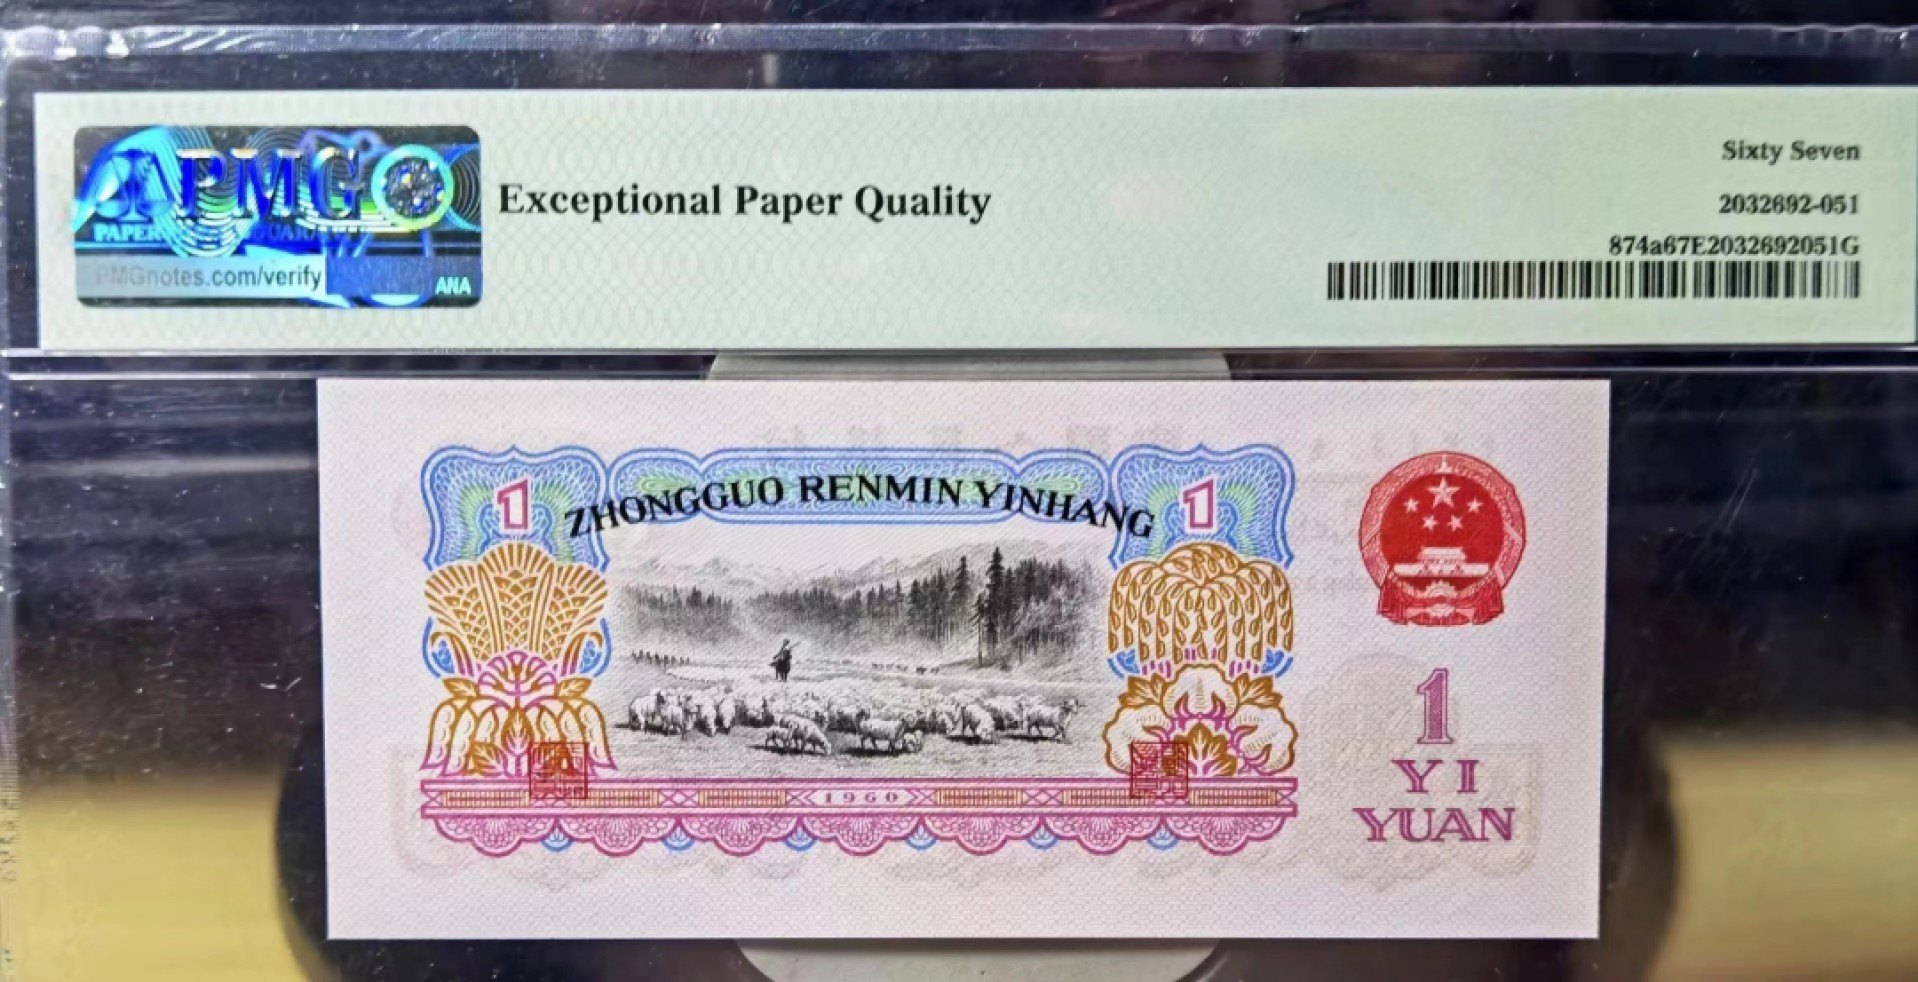 PMG
PAPER
PMGnotes.com/verify
ANA
Exceptional Paper Quality
Sixty Seven
2032692-051
874a67E2032692051G
1
ZHONGGUO RENMIN YINHANG
1
1960
1
YI
YUAN